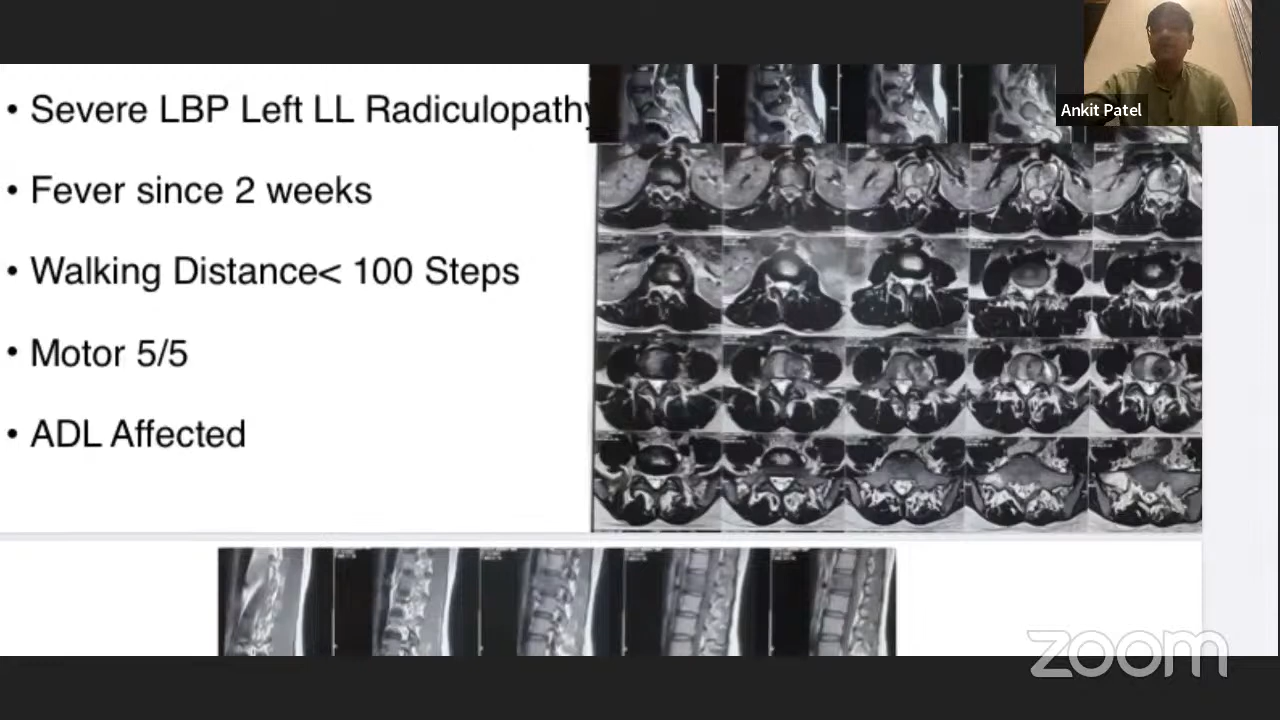 • Severe LBP Left LL Radiculopathy
Ankit Patel
• Fever since 2 weeks
• Walking Distance< 100 Steps
• Motor 5/5
• ADL Affected
zoom